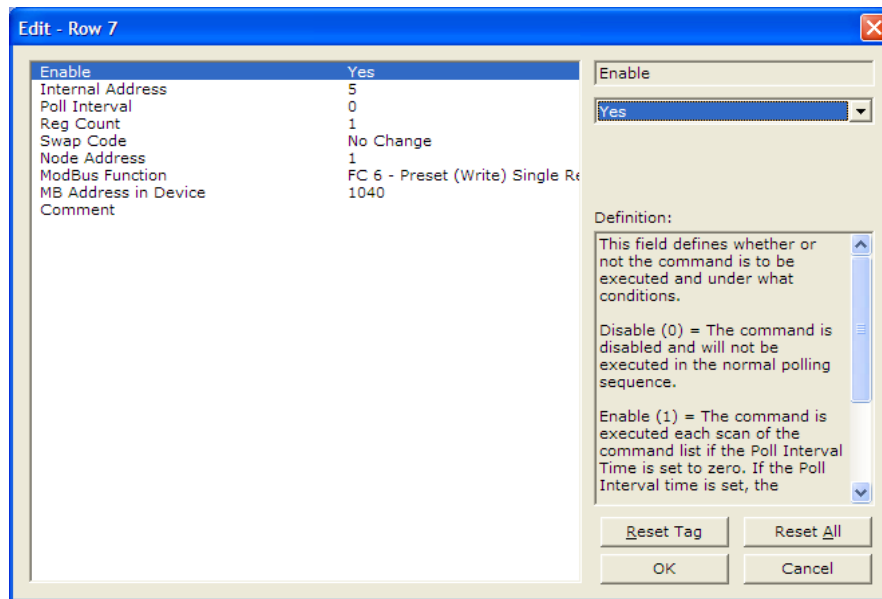 Edit - Row 7
Enable Yes
Internal Address 5
Poll Interval 0
Reg Count 1
Swap Code No Change
Node Address 1
ModBus Function FC 6 - Preset (Write) Single Re
MB Address in Device 1040
Comment
Enable
Yes
Definition:
This field defines whether or
not the command is to be
executed and under what
conditions.
Disable (0) = The command is
disabled and will not be
executed in the normal polling
sequence.
Enable (1) = The command is
executed each scan of the
command list if the Poll Interval
Time is set to zero. If the Poll
Interval time is set, the
Reset Tag Reset All
OK Cancel